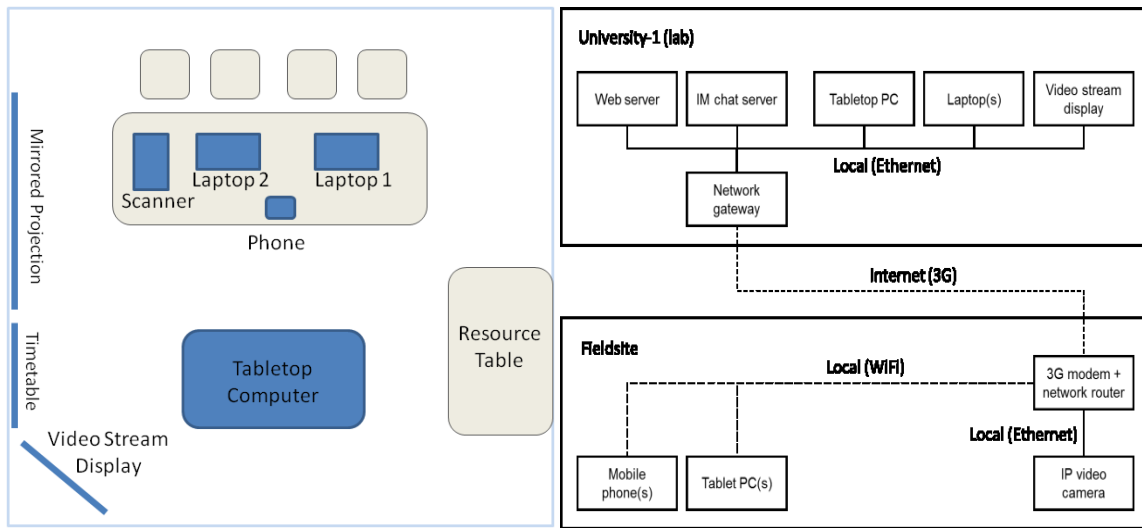 Mirrored Projection
Timetable
Scanner
Laptop 2
Laptop 1
Phone
Resource
Table
Tabletop
Computer
Video Stream
Display
University-1 (lab)
Web server
IM chat server
Tabletop PC
Laptop(s)
Video stream
display
Local (Ethernet)
Network
gateway
Internet (3G)
Fieldsite
Local (WiFi)
3G modem +
network router
Local (Ethernet)
Mobile
phone(s)
Tablet PC(s)
IP video
camera